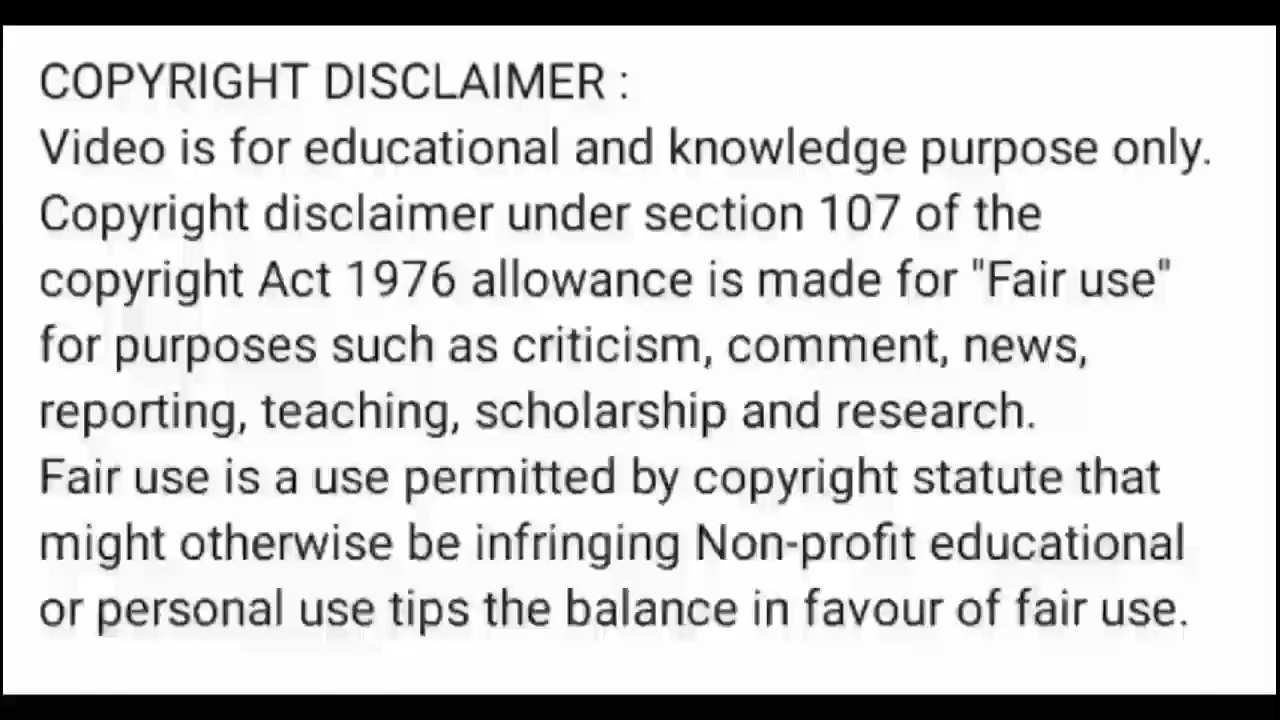 COPYRIGHT DISCLAIMER :
Video is for educational and knowledge purpose only.
Copyright disclaimer under section 107 of the
copyright Act 1976 allowance is made for "Fair use"
for purposes such as criticism, comment, news,
reporting, teaching, scholarship and research.
Fair use is a use permitted by copyright statute that
might otherwise be infringing Non-profit educational
or personal use tips the balance in favour of fair use.